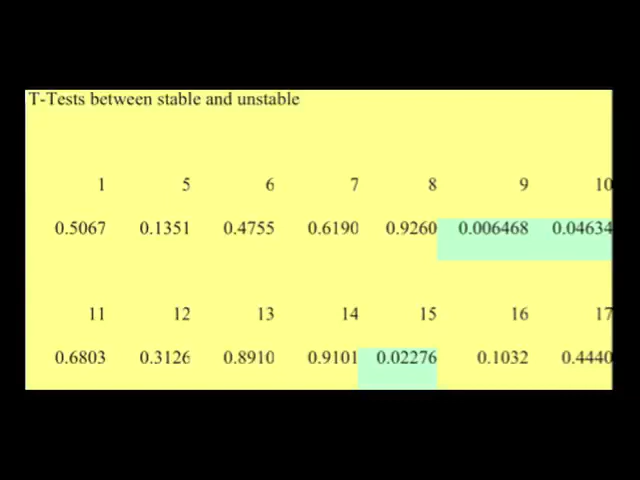 T-Tests between stable and unstable
1 5 6 7 8 9 10
0.5067 0.1351 0.4755 0.6190 0.9260 0.006468 0.04634
11 12 13 14 15 16 17
0.6803 0.3126 0.8910 0.9101 0.02276 0.1032 0.4440